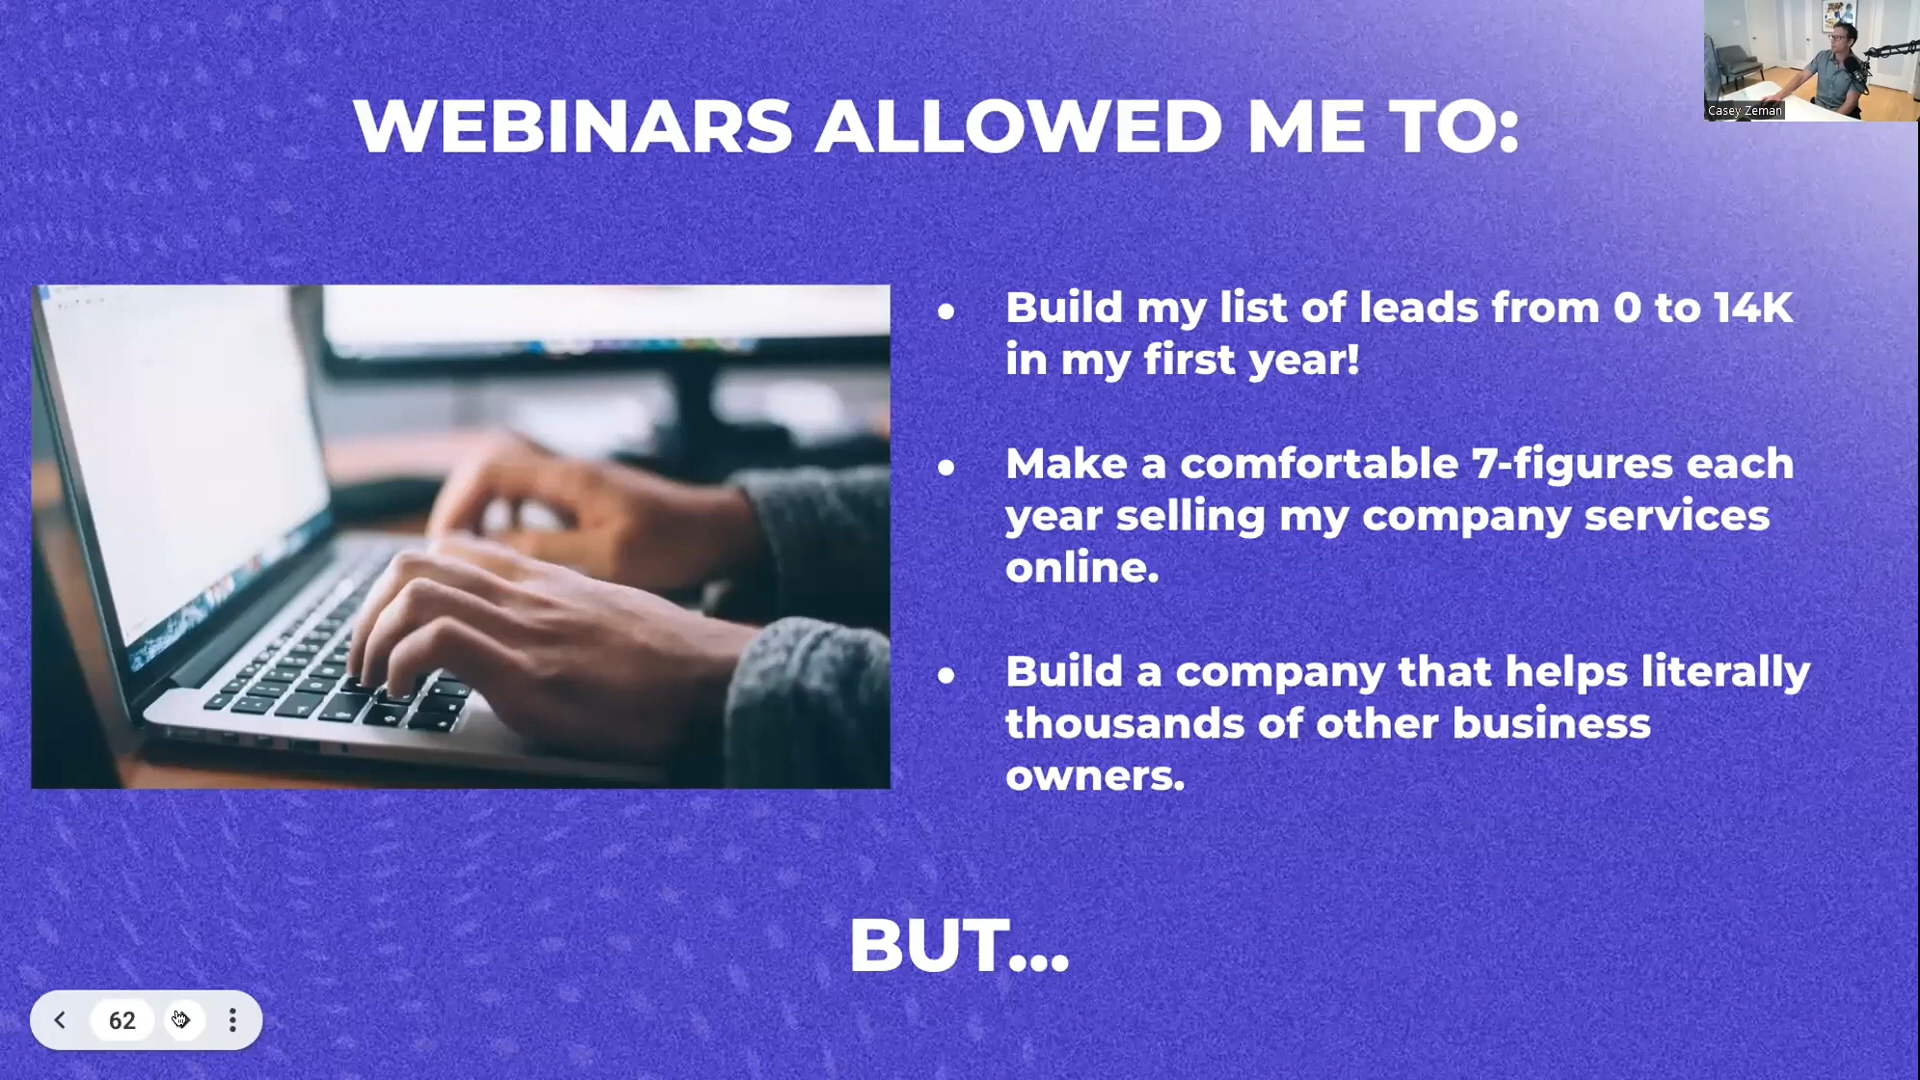 WEBINARS ALLOWED ME TO:
Casey Zeman
● Build my list of leads from 0 to 14K
in my first year!
● Make a comfortable 7-figures each
year selling my company services
online.
● Build a company that helps literally
thousands of other business
owners.
BUT...
62